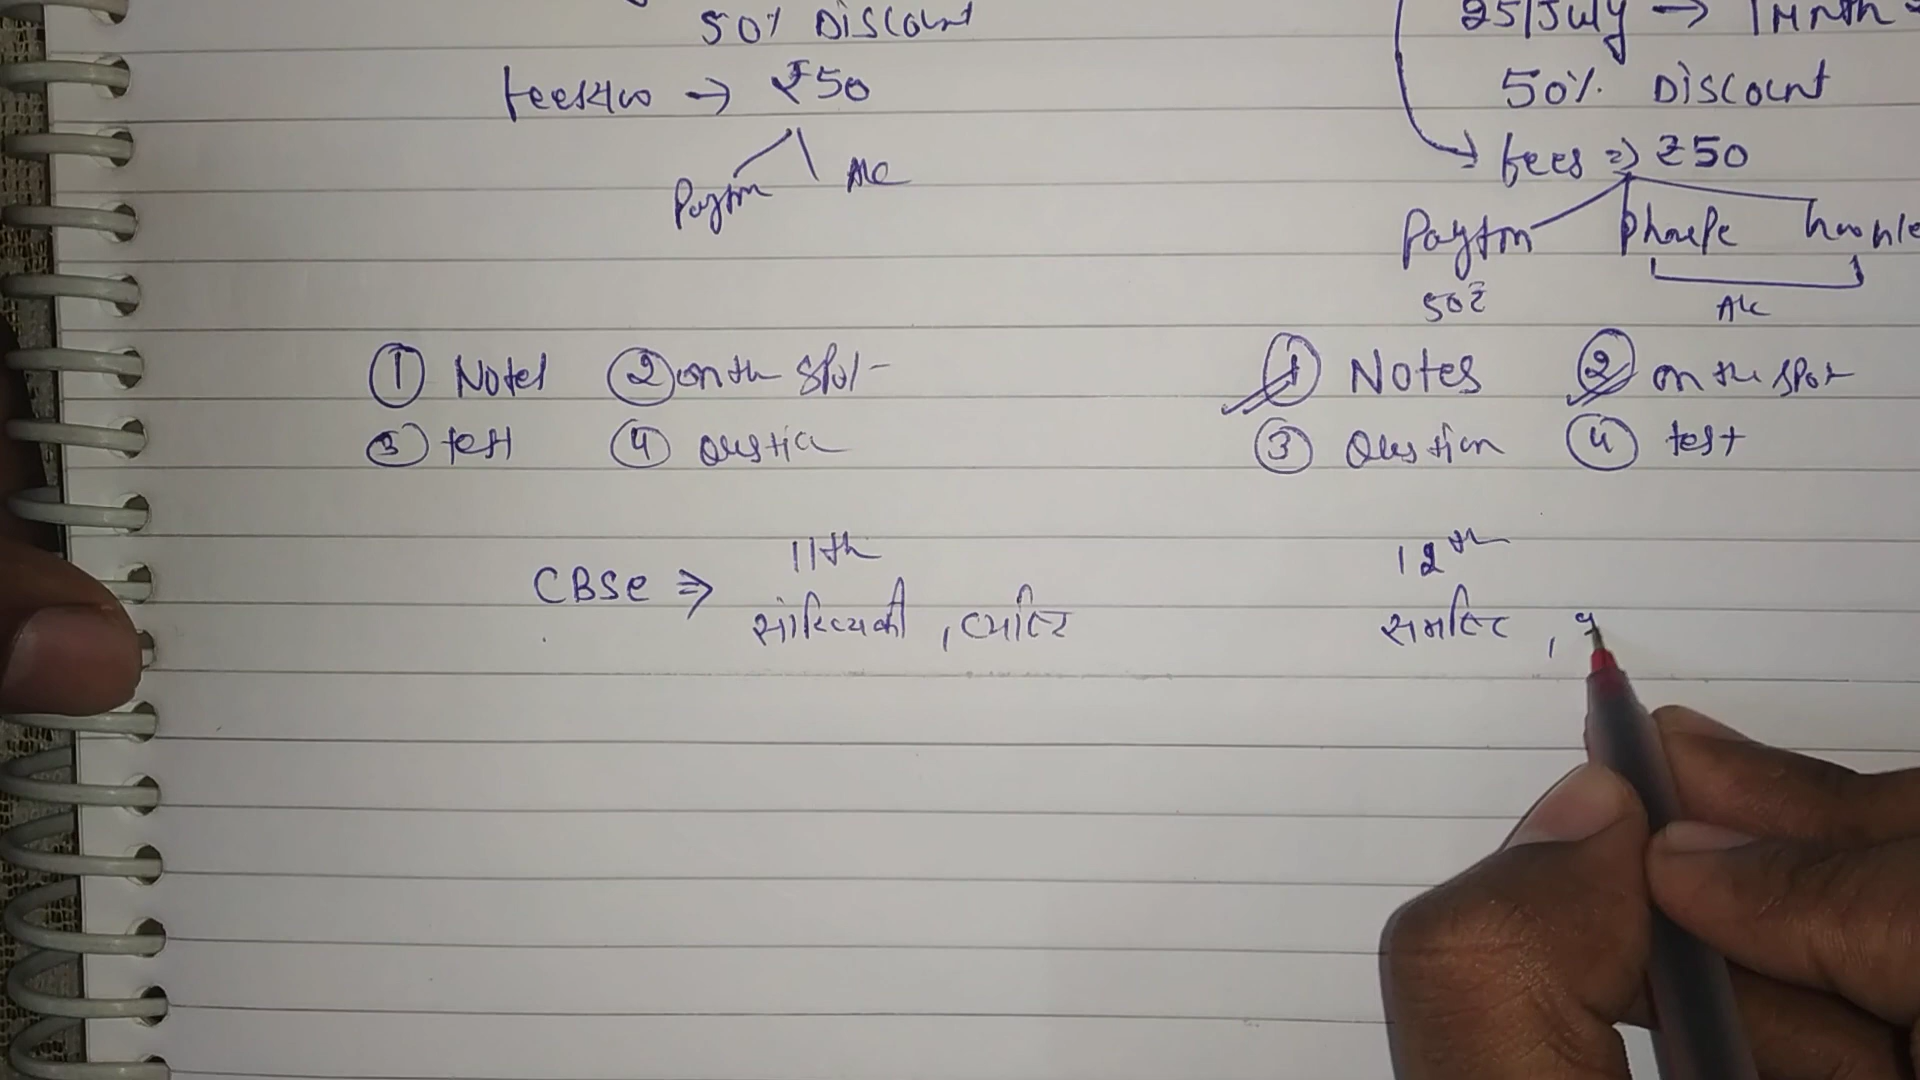 50% Discount
25/July → 1 Month
fees → ₹50
50% Discount
fees ⇒ ₹50
Paytm A/c
Paytm PhonePe
50₹ A/c
① Notes ② on the spot
① Notes ② on the spot
③ test ④ Question
③ Question ④ test
11th
12th
CBSE ⇒ सांख्यिकी , व्यष्टि
समष्टि ,